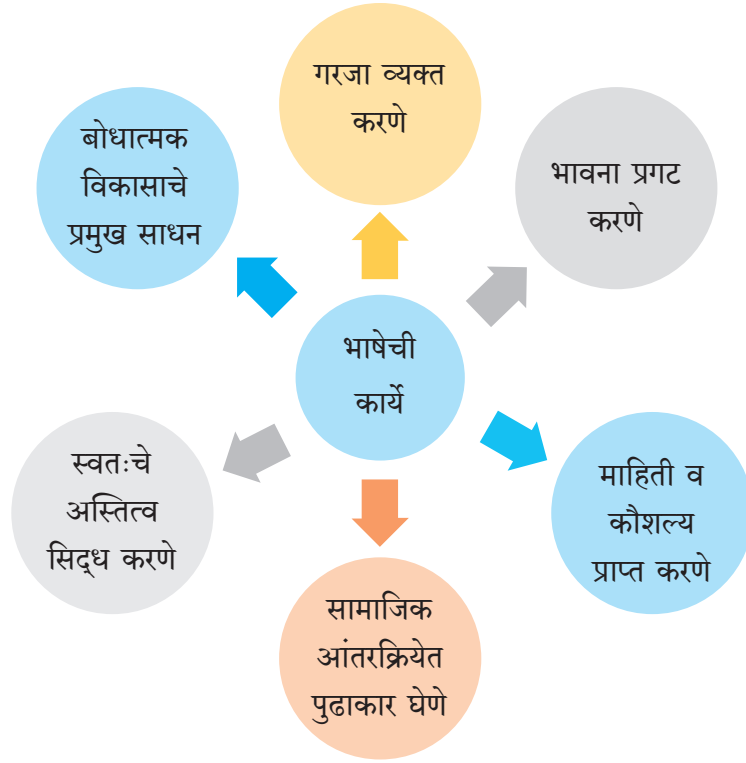 गरजा व्यक्त
करणे
बोधात्मक
विकासाचे
प्रमुख साधन
भावना प्रगट
करणे
भाषेची
कार्ये
स्वतःचे
अस्तित्व
सिद्ध करणे
माहिती व
कौशल्य
प्राप्त करणे
सामाजिक
आंतरक्रियेत
पुढाकार घेणे